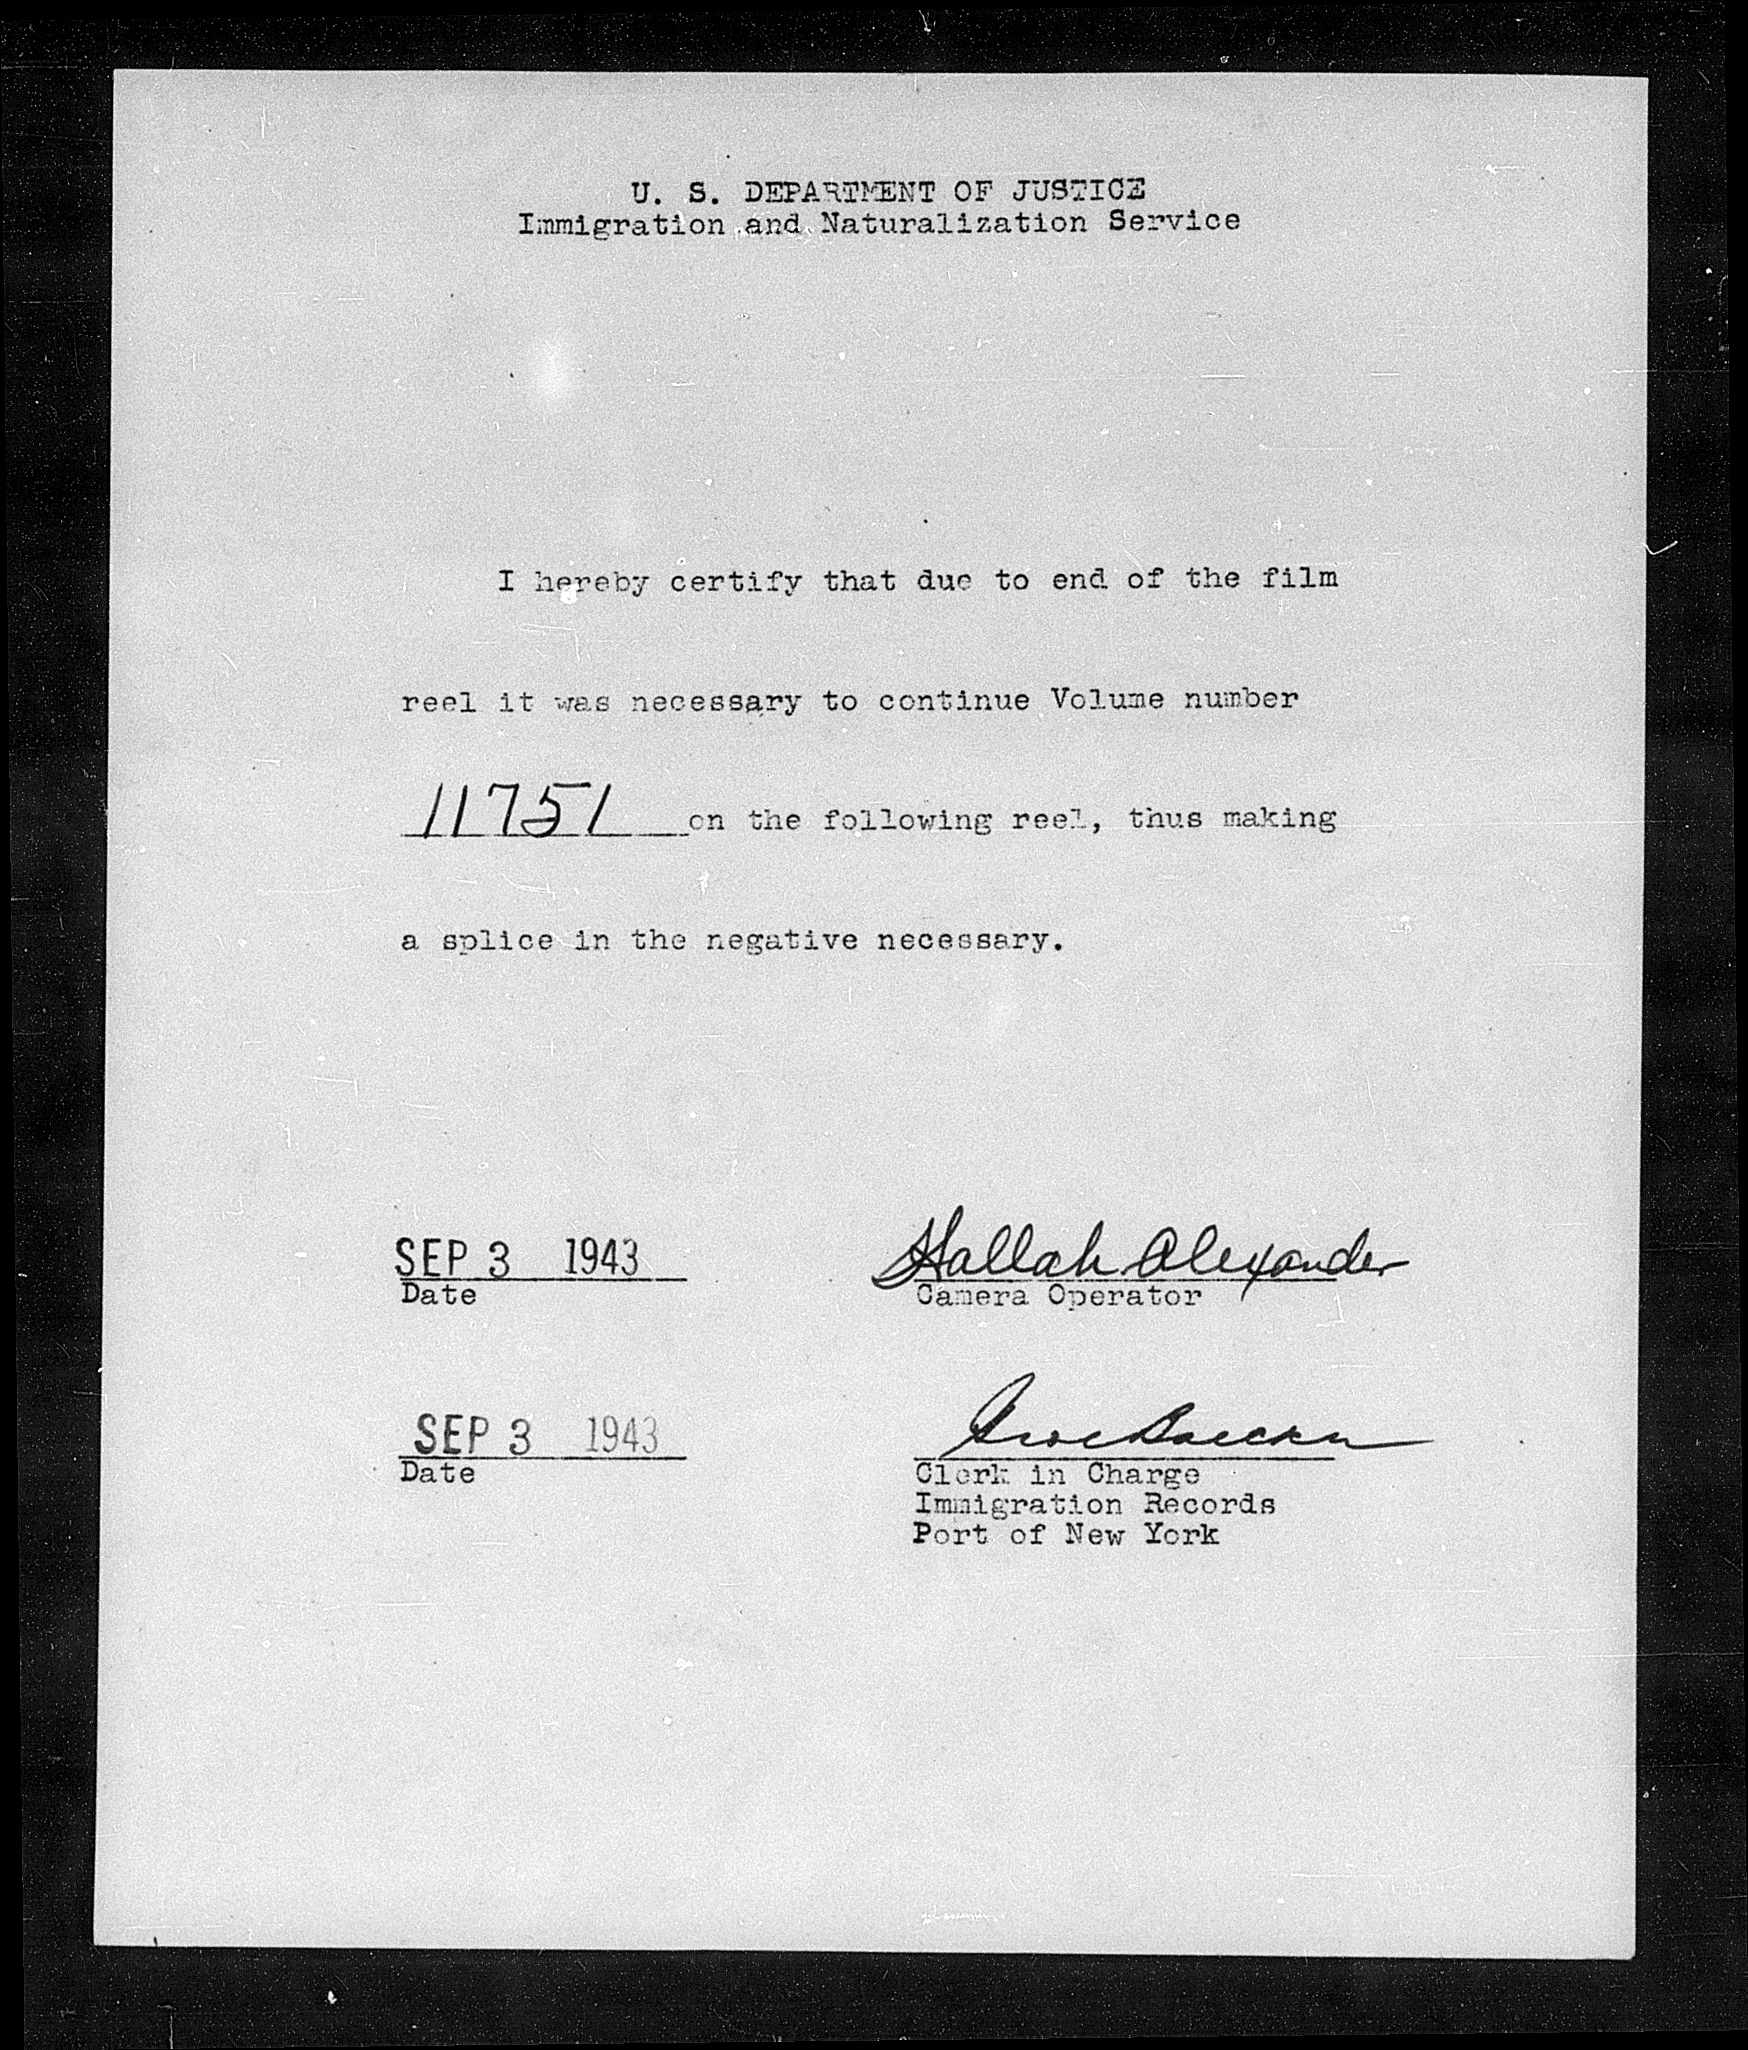 U. S. DEPARTMENT OF JUSTICE
Immigration and Naturalization Service
I hereby certify that due to end of the film
reel it was necessary to continue Volume number
11751 on the following reel, thus making
a splice in the negative necessary.
SEP 3 1943 Hallah Alexander
Date Camera Operator
SEP 3 1943
Date Clerk in Charge
Immigration Records
Port of New York